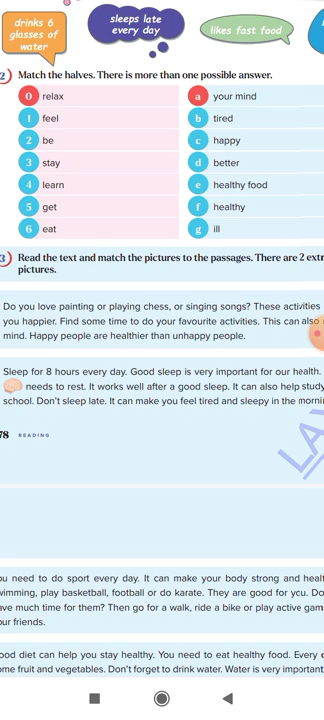 drinks 6
glasses of
water
sleeps late
every day
likes fast food
2 Match the halves. There is more than one possible answer.
0 relax
a your mind
1 feel
b tired
2 be
c happy
3 stay
d better
4 learn
e healthy food
5 get
f healthy
6 eat
g ill
3 Read the text and match the pictures to the passages. There are 2 extr
pictures.
Do you love painting or playing chess, or singing songs? These activities
you happier. Find some time to do your favourite activities. This can also
mind. Happy people are healthier than unhappy people.
Sleep for 8 hours every day. Good sleep is very important for our health.
needs to rest. It works well after a good sleep. It can also help study
school. Don't sleep late. It can make you feel tired and sleepy in the mornin
78 READING
LA
ou need to do sport every day. It can make your body strong and healt
wimming, play basketball, football or do karate. They are good for you. Do
ave much time for them? Then go for a walk, ride a bike or play active gam
our friends.
ood diet can help you stay healthy. You need to eat healthy food. Every
ome fruit and vegetables. Don't forget to drink water. Water is very important